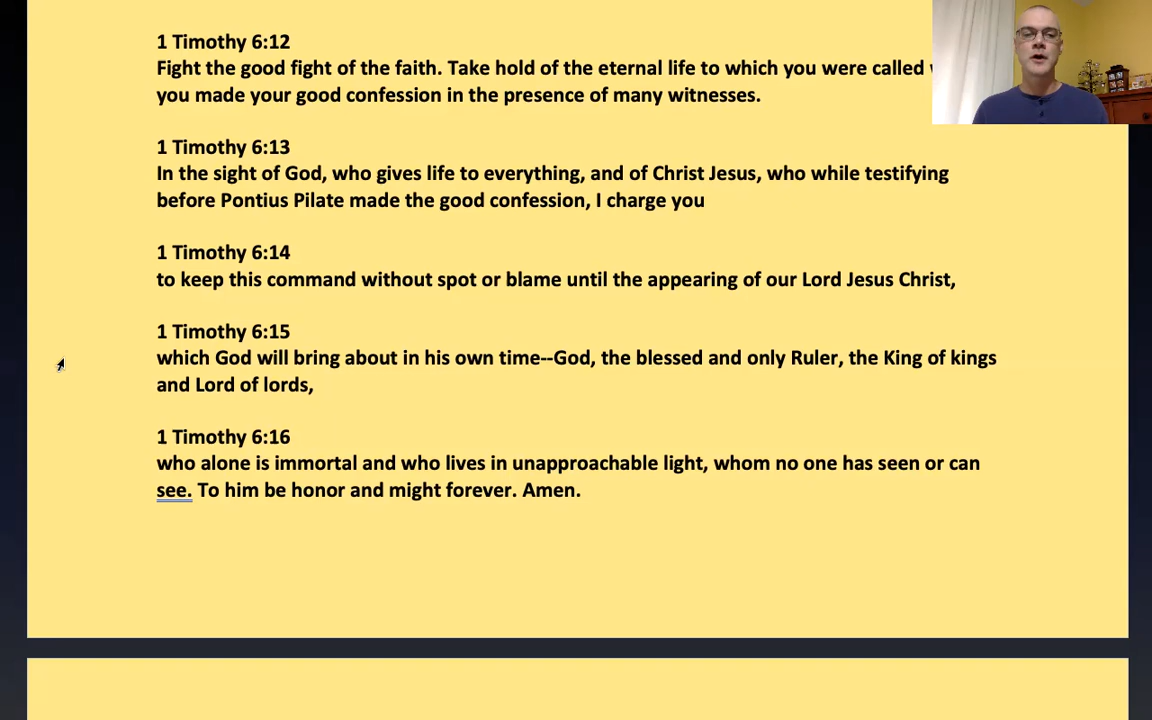 1 Timothy 6:12
Fight the good fight of the faith. Take hold of the eternal life to which you were called
you made your good confession in the presence of many witnesses.
1 Timothy 6:13
In the sight of God, who gives life to everything, and of Christ Jesus, who while testifying
before Pontius Pilate made the good confession, I charge you
1 Timothy 6:14
to keep this command without spot or blame until the appearing of our Lord Jesus Christ,
1 Timothy 6:15
which God will bring about in his own time--God, the blessed and only Ruler, the King of kings
and Lord of lords,
1 Timothy 6:16
who alone is immortal and who lives in unapproachable light, whom no one has seen or can
see. To him be honor and might forever. Amen.